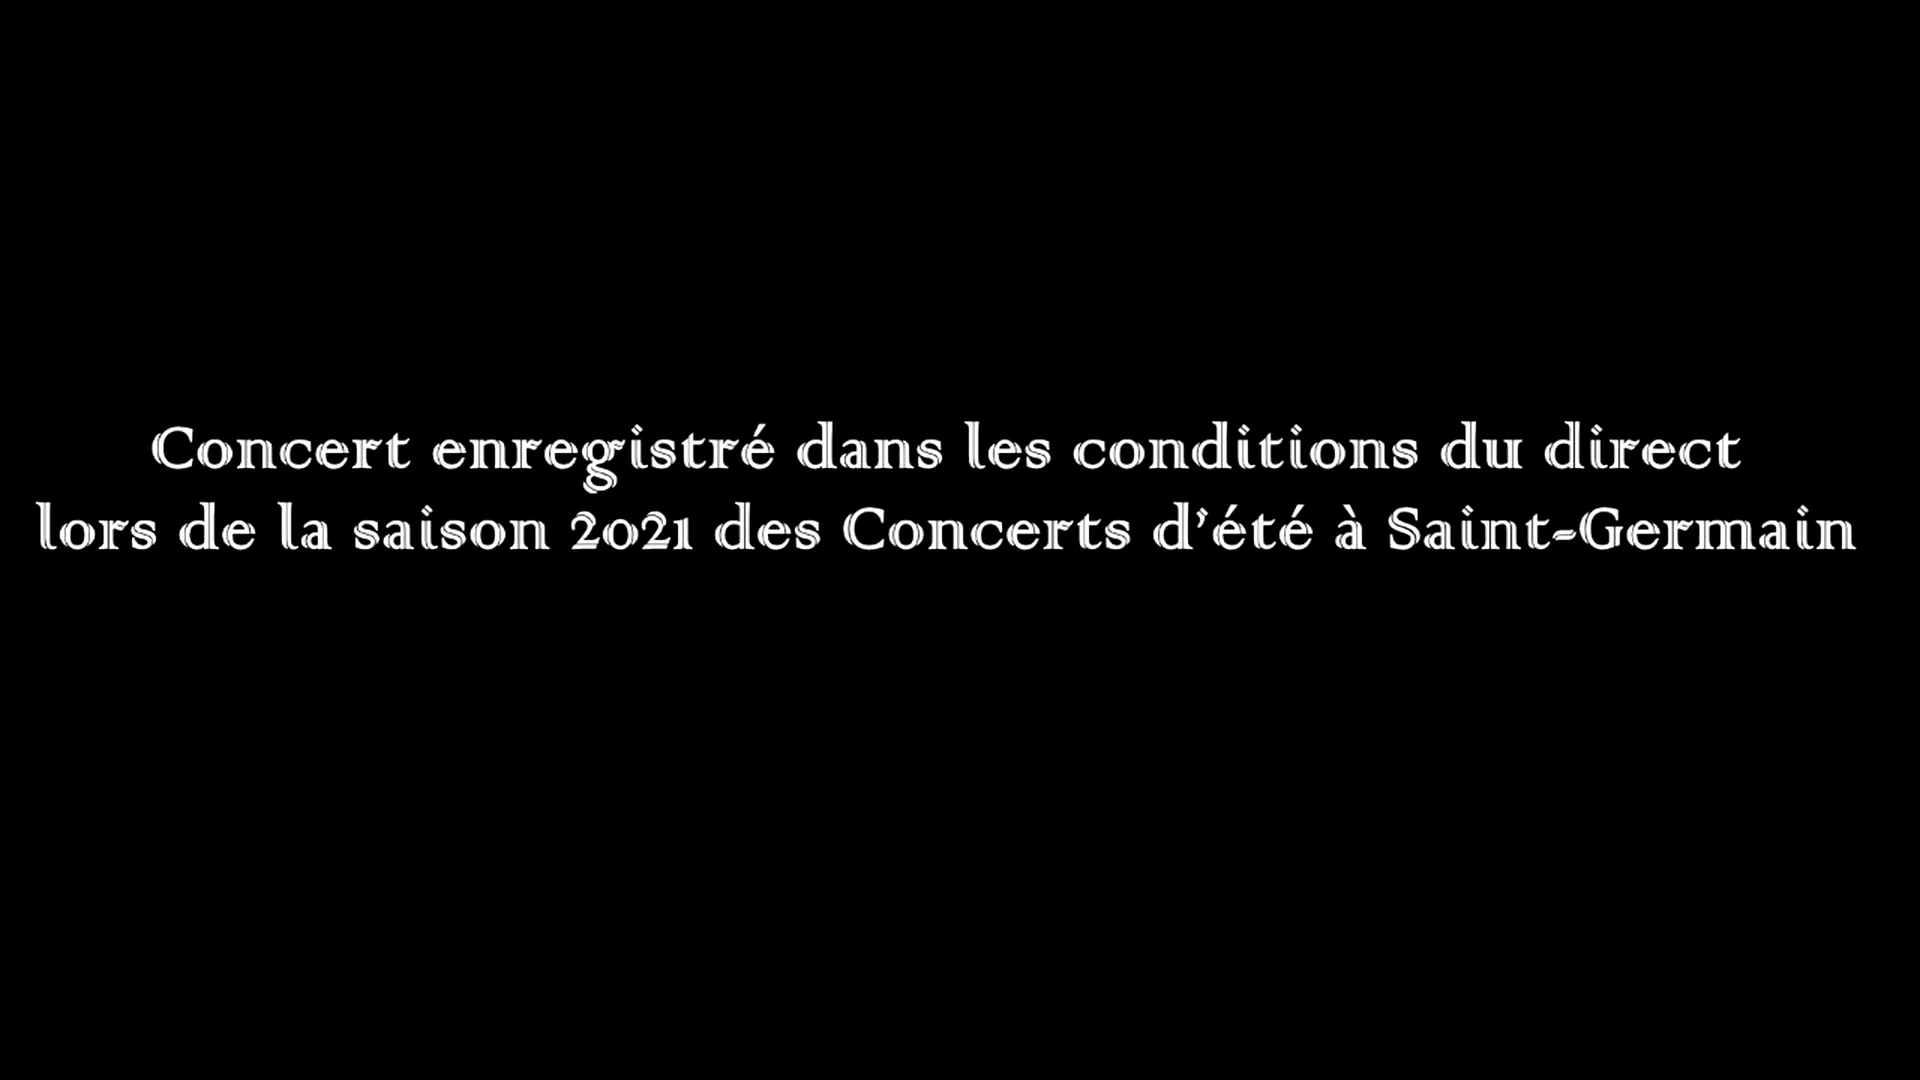 Concert enregistré dans les conditions du direct
lors de la saison 2021 des Concerts d'été à Saint-Germain